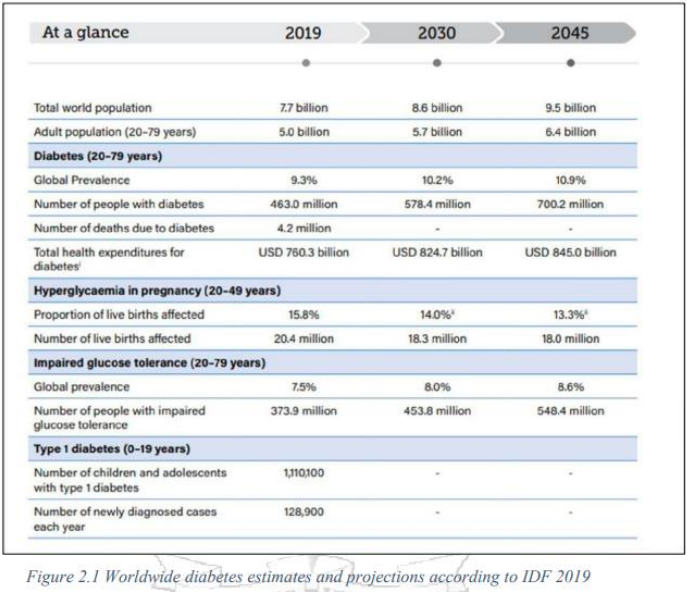 At a glance 2019 2030 2045
Total world population 7.7 billion 8.6 billion 9.5 billion
Adult population (20–79 years) 5.0 billion 5.7 billion 6.4 billion
Diabetes (20–79 years)
Global Prevalence 9.3% 10.2% 10.9%
Number of people with diabetes 463.0 million 578.4 million 700.2 million
Number of deaths due to diabetes 4.2 million - -
Total health expenditures for USD 760.3 billion USD 824.7 billion USD 845.0 billion
diabetesⁱ
Hyperglycaemia in pregnancy (20–49 years)
Proportion of live births affected 15.8% 14.0%ⁱⁱ 13.3%ⁱⁱ
Number of live births affected 20.4 million 18.3 million 18.0 million
Impaired glucose tolerance (20–79 years)
Global prevalence 7.5% 8.0% 8.6%
Number of people with impaired 373.9 million 453.8 million 548.4 million
glucose tolerance
Type 1 diabetes (0–19 years)
Number of children and adolescents 1,110,100 - -
with type 1 diabetes
Number of newly diagnosed cases 128,900 - -
each year
Figure 2.1 Worldwide diabetes estimates and projections according to IDF 2019